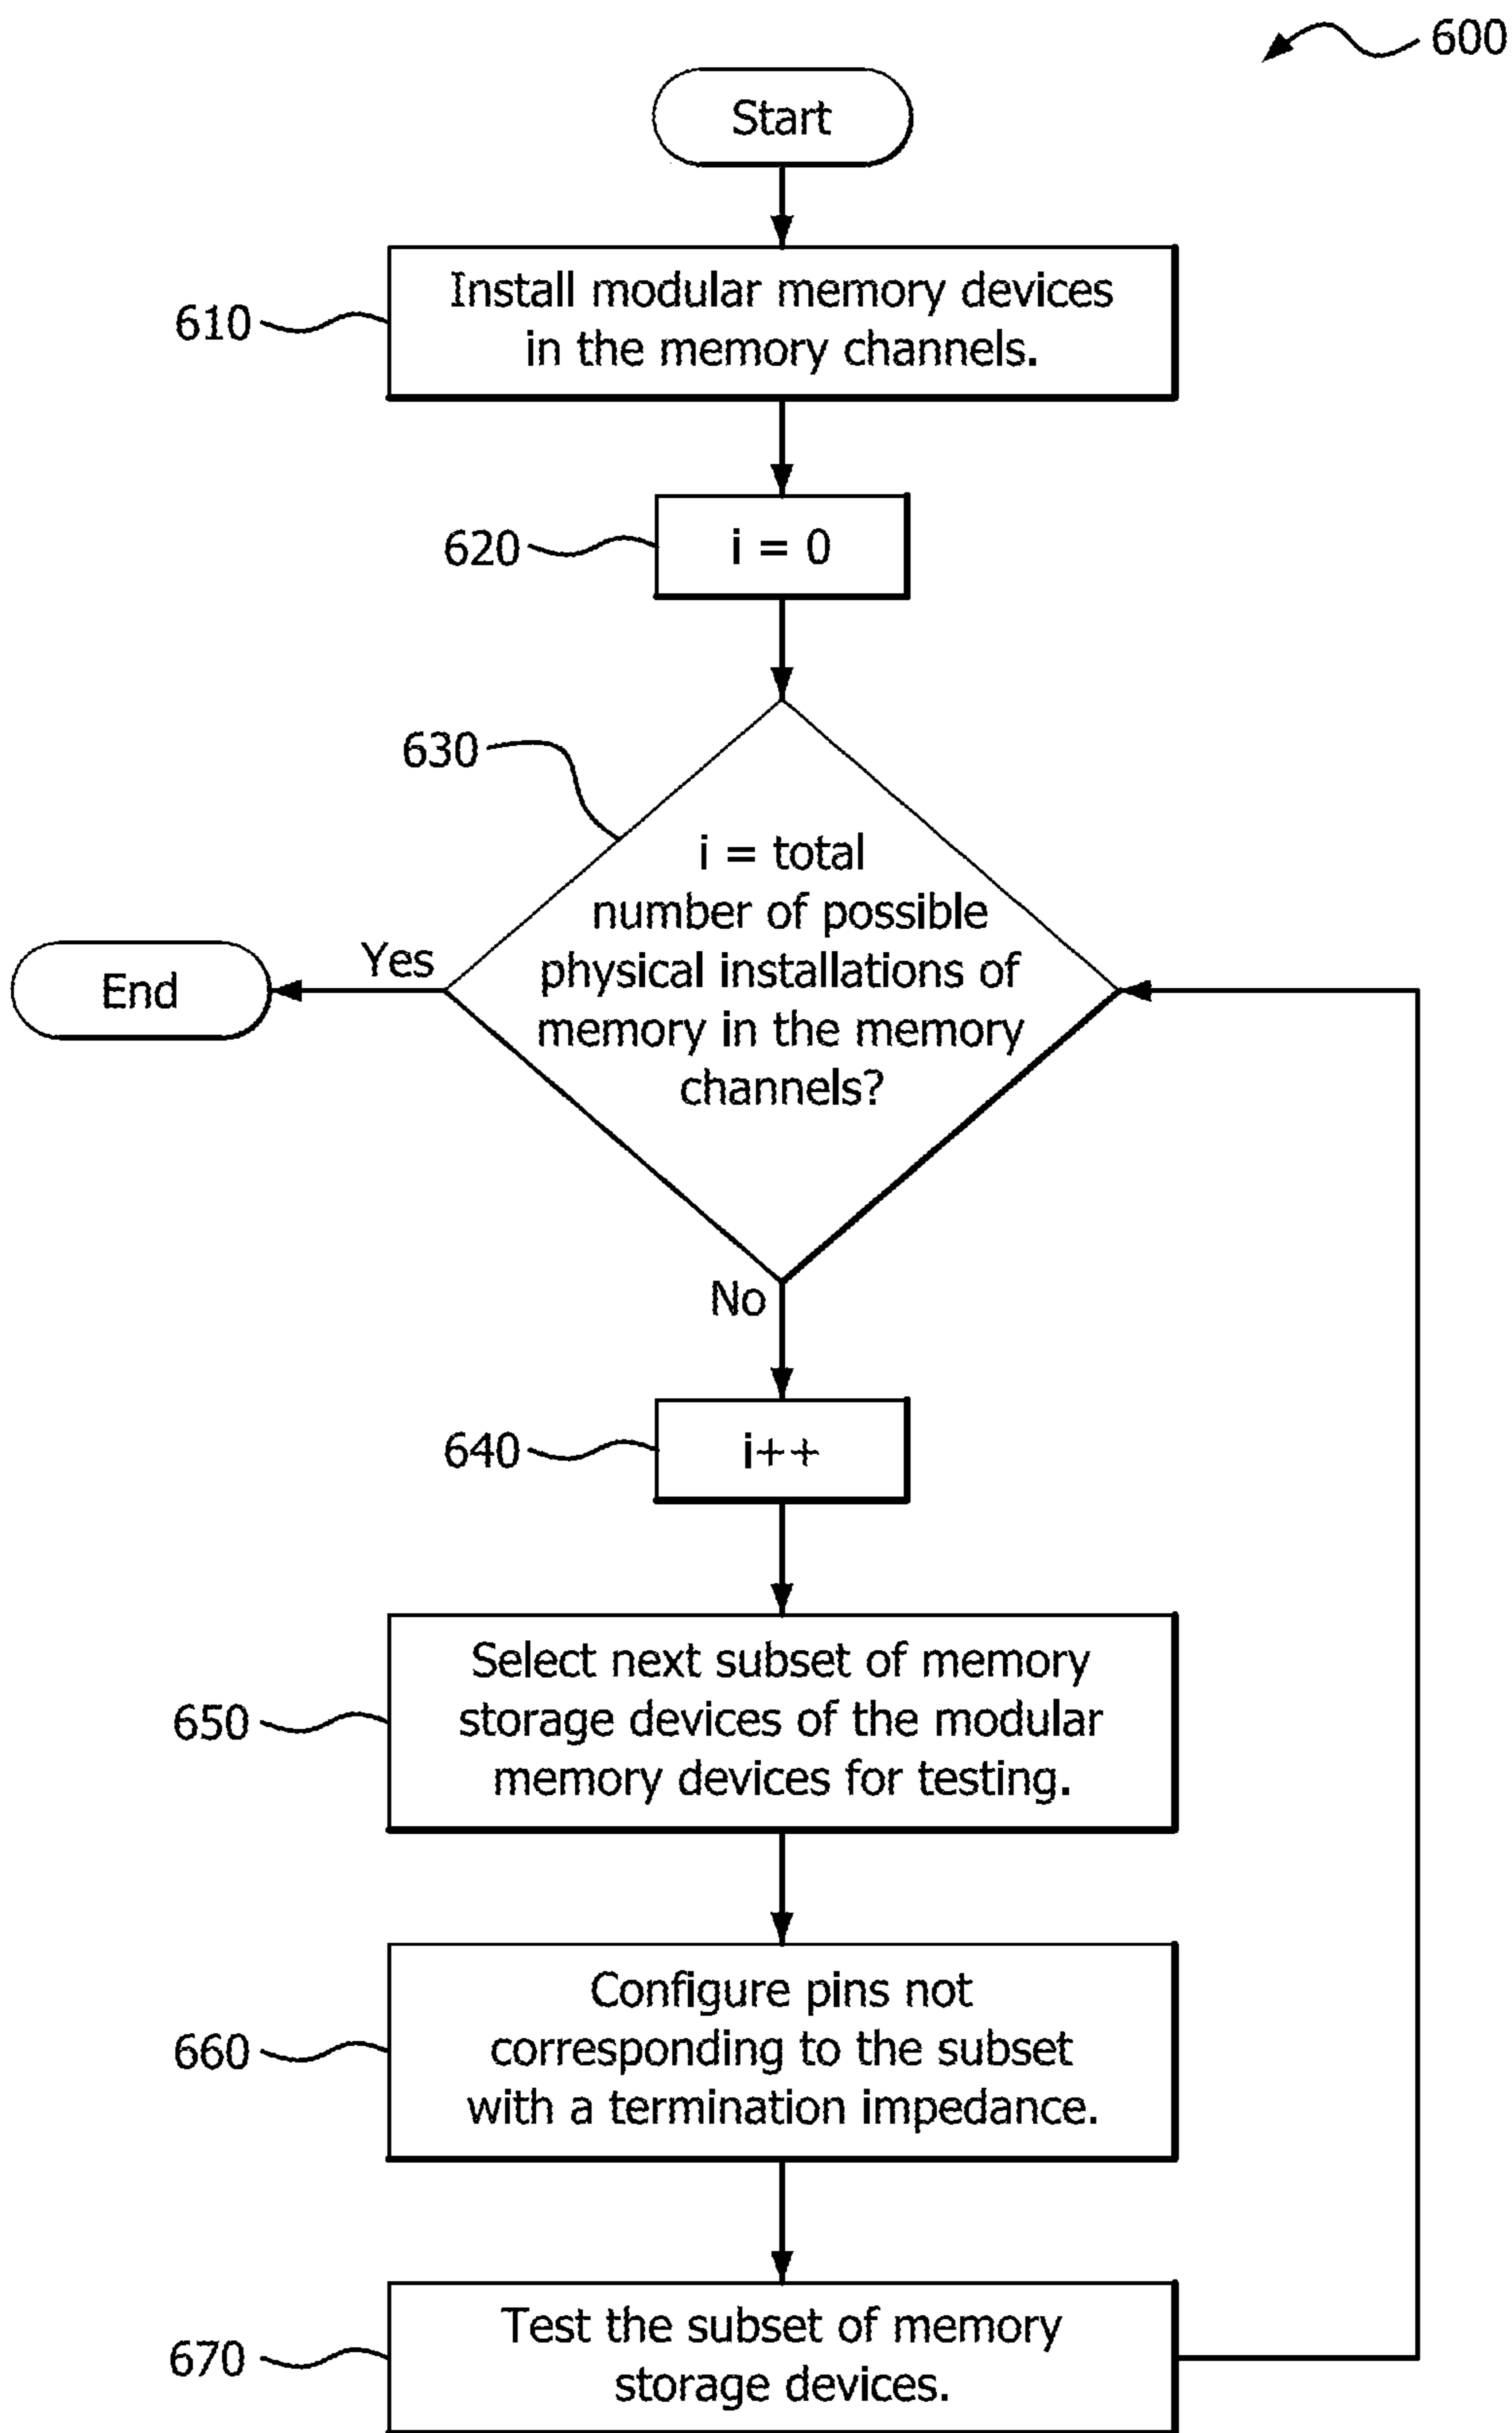 600
Start
610
Install modular memory devices
in the memory channels.
620
i = 0
630
i = total
number of possible
physical installations of
memory in the memory
channels?
Yes
End
No
640
i++
650
Select next subset of memory
storage devices of the modular
memory devices for testing.
660
Configure pins not
corresponding to the subset
with a termination impedance.
670
Test the subset of memory
storage devices.